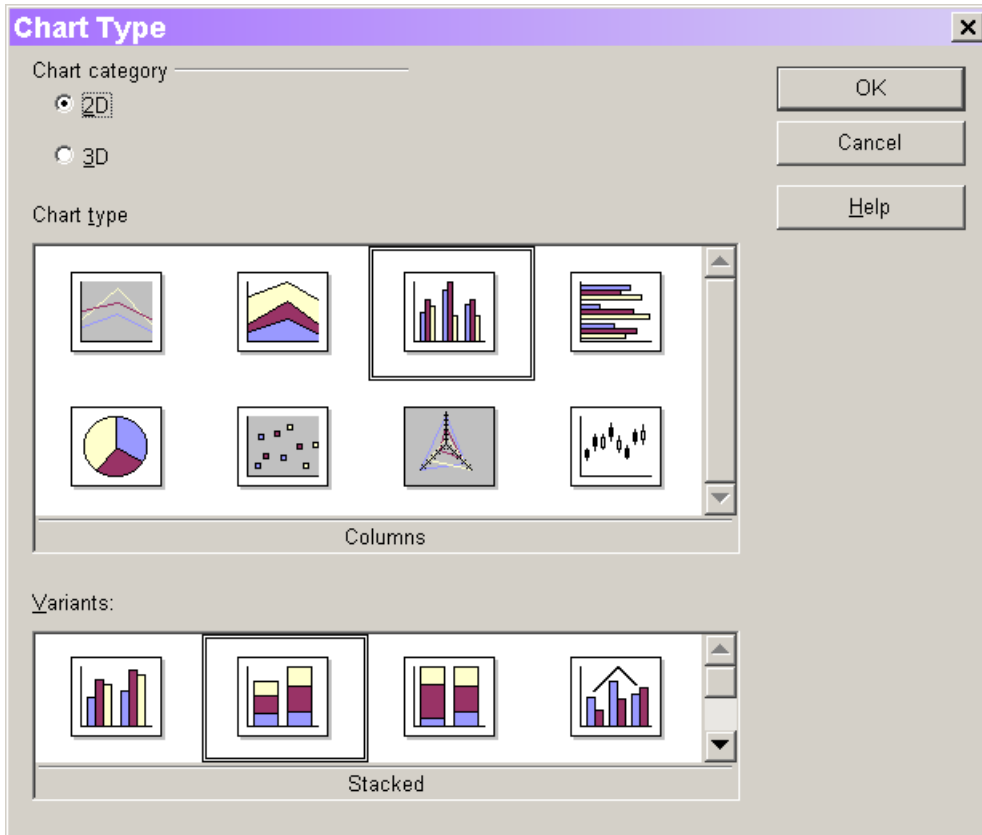 Chart Type
Chart category
2D
3D
OK
Cancel
Help
Chart type
Columns
Variants:
Stacked